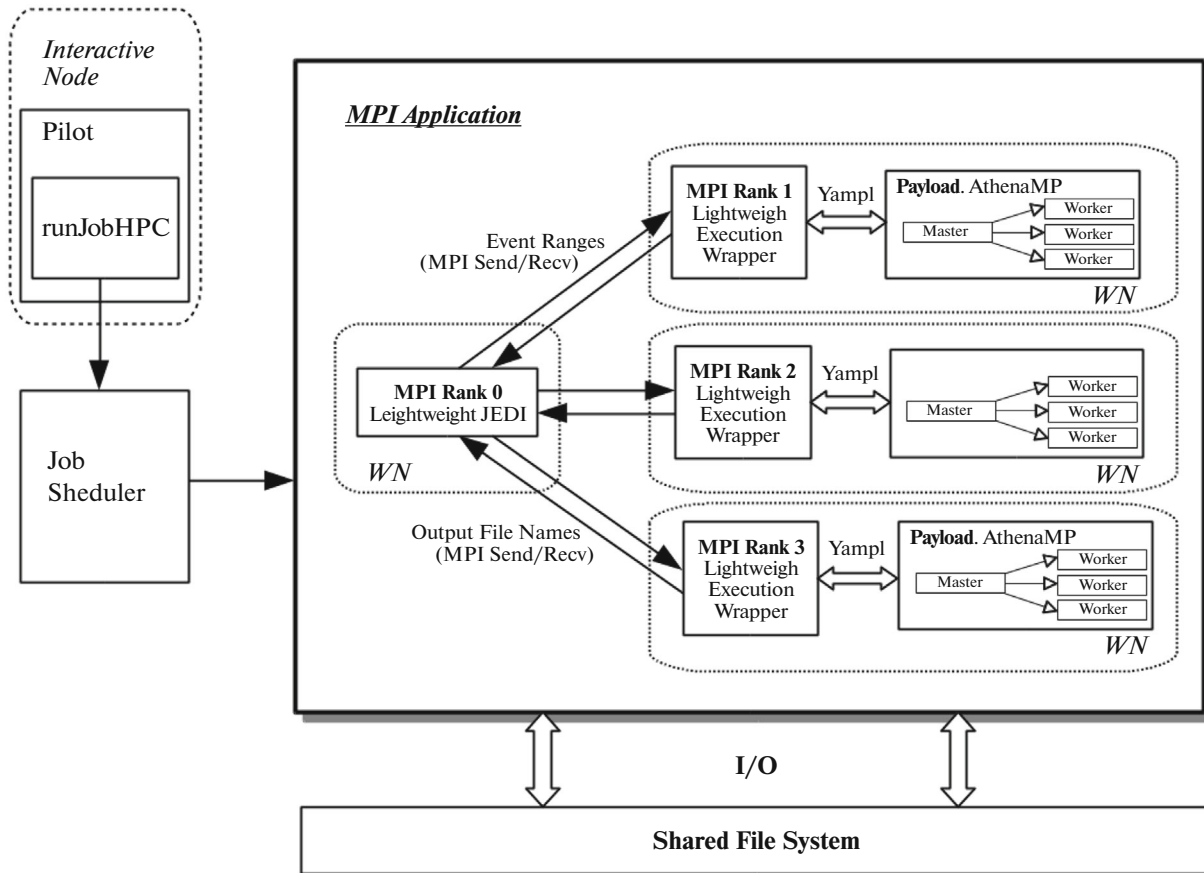 Interactive
Node
Pilot
runJobHPC
Job
Sheduler
MPI Application
Event Ranges
(MPI Send/Recv)
MPI Rank 0
Leightweight JEDI
WN
Output File Names
(MPI Send/Recv)
MPI Rank 1
Lightweigh
Execution
Wrapper
Yampl
Payload. AthenaMP
Master
Worker
Worker
Worker
WN
MPI Rank 2
Lightweigh
Execution
Wrapper
Yampl
Master
Worker
Worker
Worker
WN
MPI Rank 3
Lightweigh
Execution
Wrapper
Yampl
Payload. AthenaMP
Master
Worker
Worker
Worker
WN
I/O
Shared File System